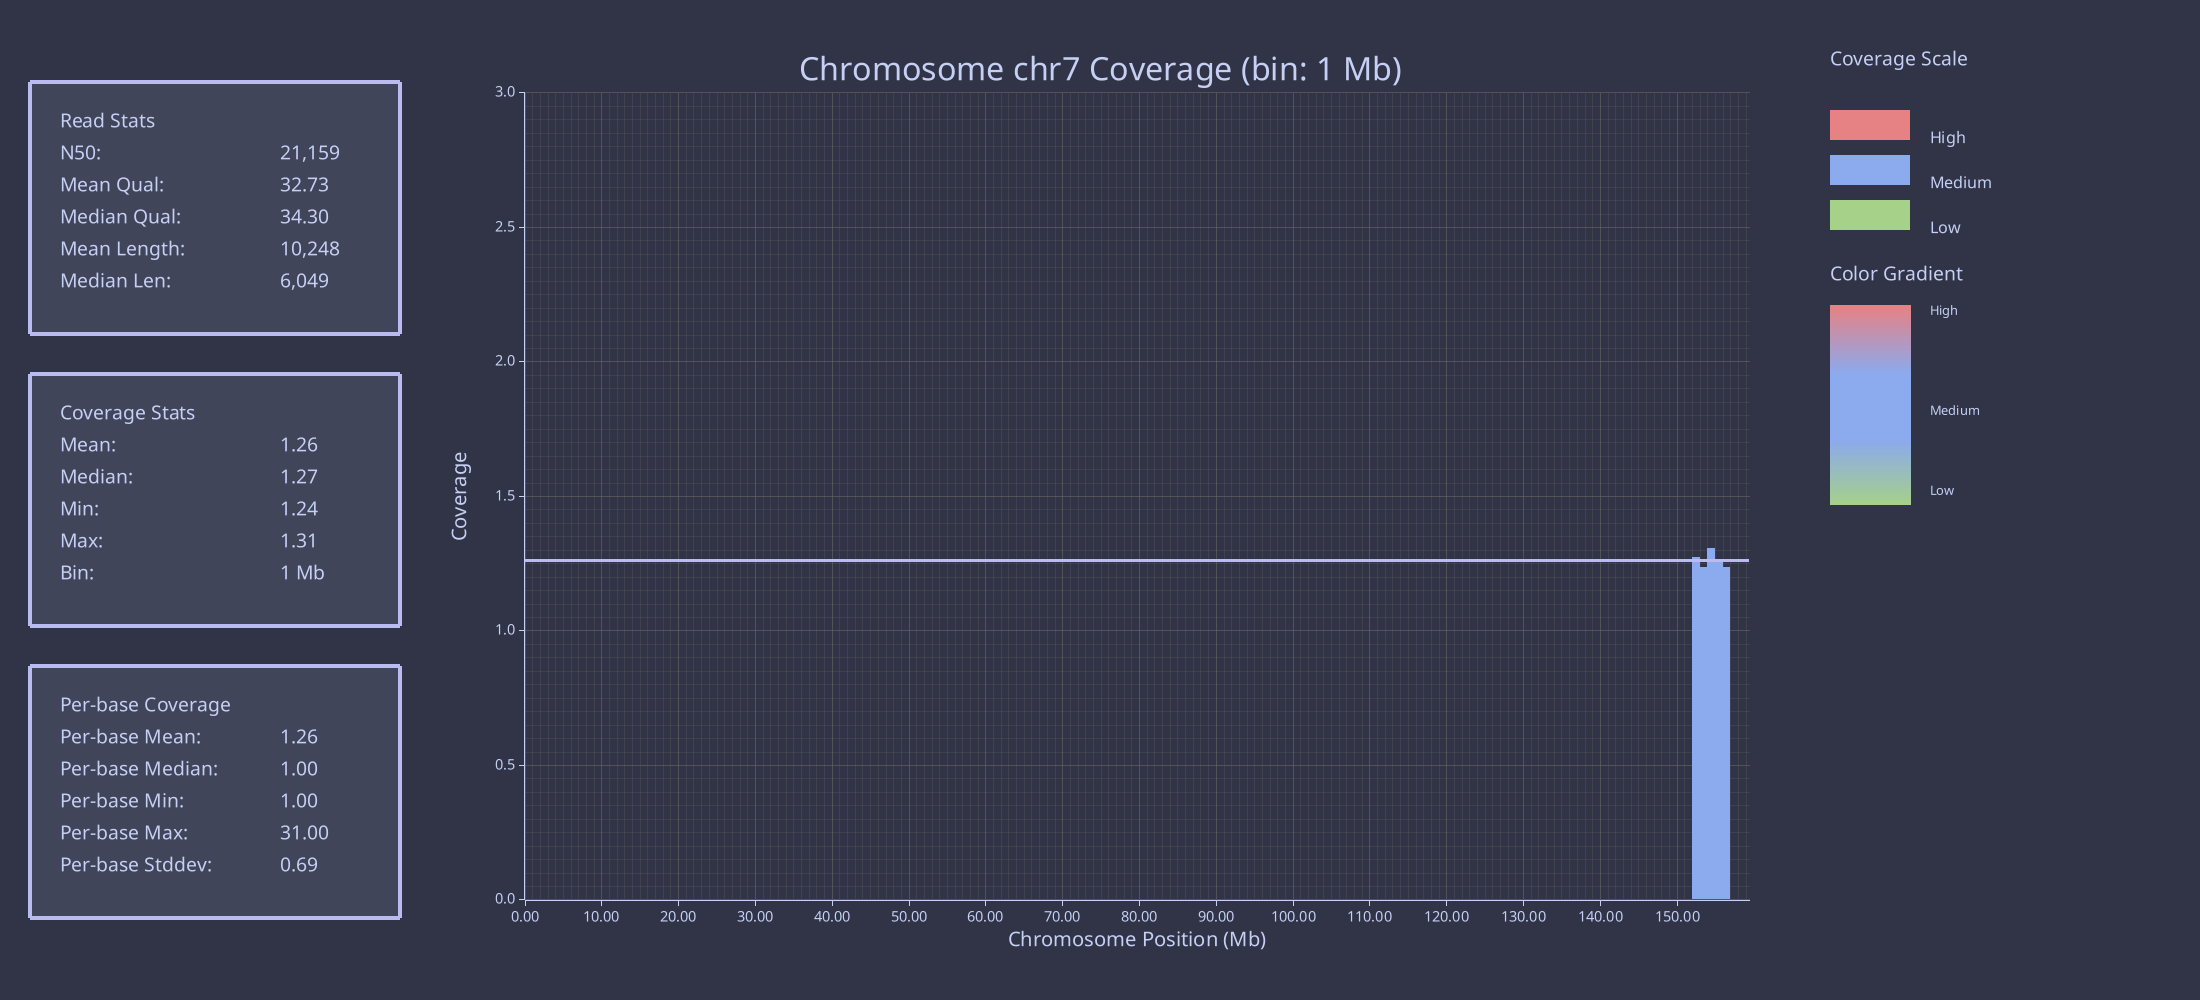 Chromosome chr7 Coverage (bin: 1 Mb)
Read Stats
N50: 21,159
Mean Qual: 32.73
Median Qual: 34.30
Mean Length: 10,248
Median Len: 6,049
Coverage Stats
Mean: 1.26
Median: 1.27
Min: 1.24
Max: 1.31
Bin: 1 Mb
Per-base Coverage
Per-base Mean: 1.26
Per-base Median: 1.00
Per-base Min: 1.00
Per-base Max: 31.00
Per-base Stddev: 0.69
Coverage
3.0
2.5
2.0
1.5
1.0
0.5
0.0
0.00 10.00 20.00 30.00 40.00 50.00 60.00 70.00 80.00 90.00 100.00 110.00 120.00 130.00 140.00 150.00
Chromosome Position (Mb)
Coverage Scale
High
Medium
Low
Color Gradient
High
Medium
Low